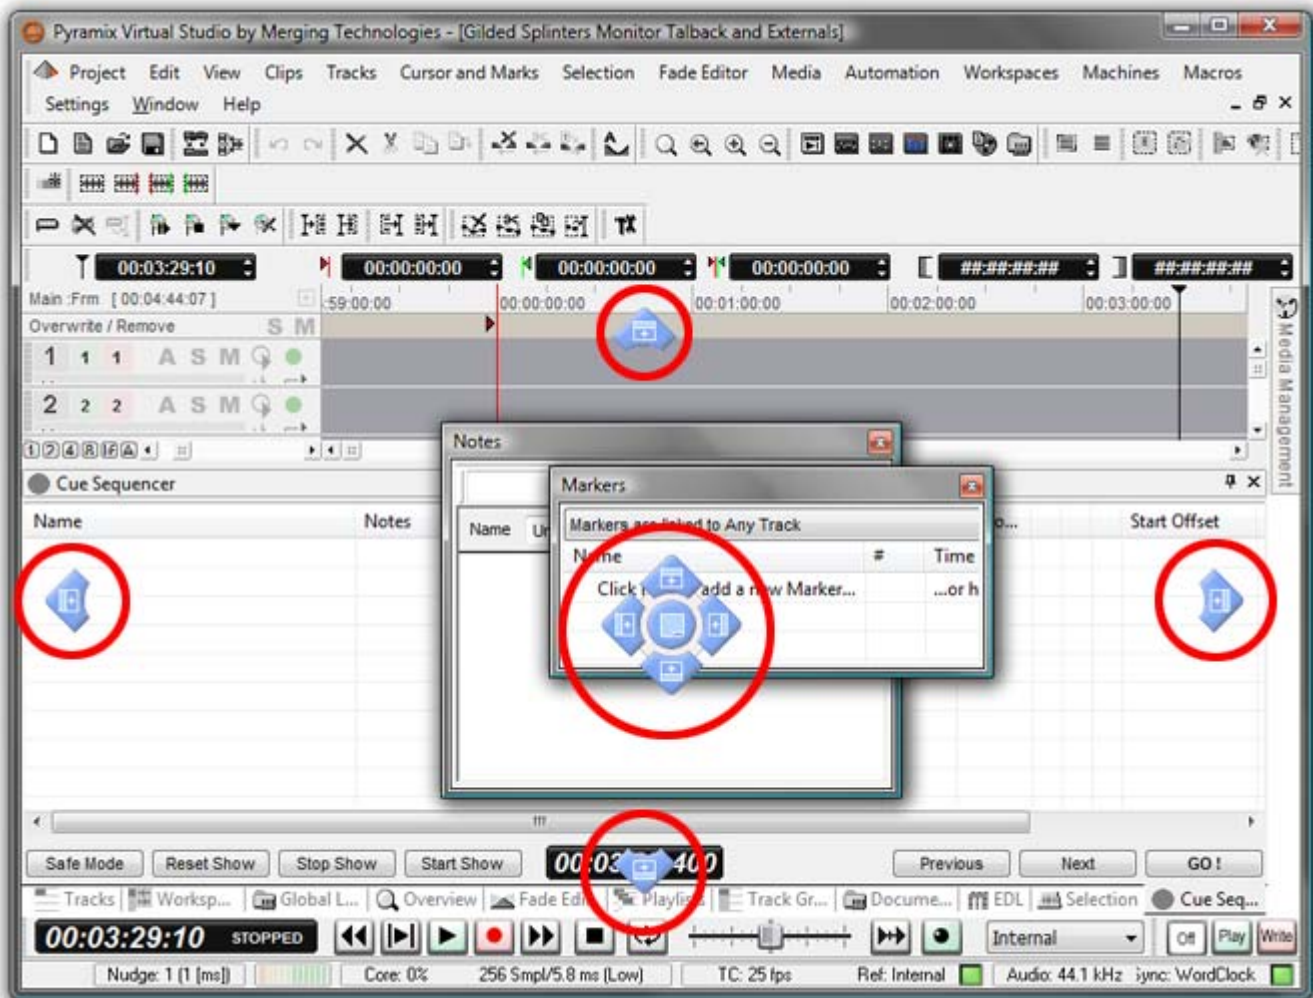 Pyramix Virtual Studio by Merging Technologies - [Gilded Splinters Monitor Talback and Externals]
Project Edit View Clips Tracks Cursor and Marks Selection Fade Editor Media Automation Workspaces Machines Macros
Settings Window Help
00:03:29:10 00:00:00:00 00:00:00:00 00:00:00:00 ##:##:##:## ##:##:##:##
Main :Frm [ 00:04:44:07 ] :59:00:00 00:00:00:00 00:01:00:00 00:02:00:00 00:03:00:00
Overwrite / Remove S M
1 1 1 A S M
2 2 2 A S M
Media Management
Notes
Cue Sequencer
Markers
Name Notes
Start Offset
Name
Markers are linked to Any Track
Name # Time
Click add a new Marker... ...or h
Safe Mode Reset Show Stop Show Start Show 00:03 400 Previous Next GO !
Tracks Worksp... Global L... Overview Fade Edi Playlis Track Gr... Docume... EDL Selection Cue Seq...
00:03:29:10 STOPPED Internal Off Play Write
Nudge: 1 (1 [ms]) Core: 0% 256 Smpl/5.8 ms (Low) TC: 25 fps Ref: Internal Audio: 44.1 kHz Sync: WordClock